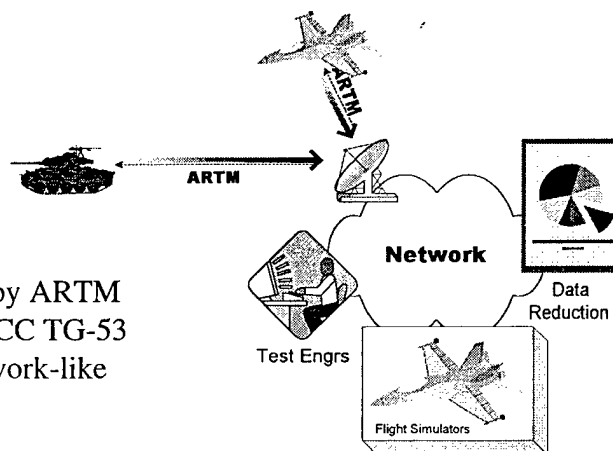 ARTM
ARTM
Network
by ARTM
CC TG-53
work-like
Test Engrs
Data
Reduction
Flight Simulators